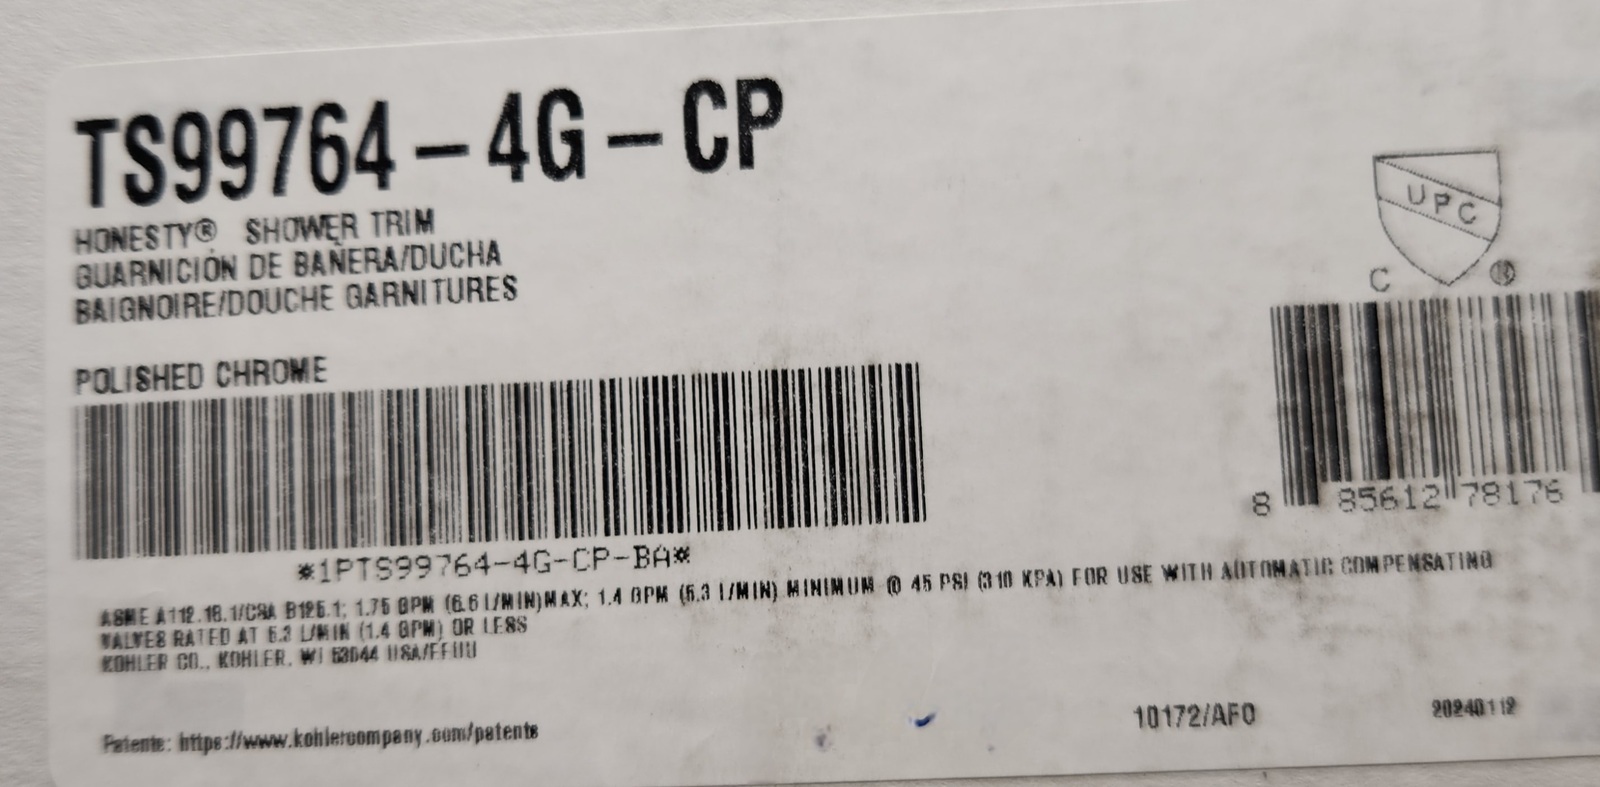 TS99764-4G-CP
HONESTY® SHOWER TRIM
GUARNICIÓN DE BAÑERA/DUCHA
BAIGNOIRE/DOUCHE GARNITURES
POLISHED CHROME
*1PTS99764-4G-CP-BA*
UPC
C ®
8 85612 78176
ASME A112.18.1/CSA B125.1; 1.75 GPM (6.6 L/MIN)MAX; 1.4 GPM (5.3 L/MIN) MINIMUM @ 45 PSI (310 KPA) FOR USE WITH AUTOMATIC COMPENSATING
VALVES RATED AT 5.3 L/MIN (1.4 GPM) OR LESS
KOHLER CO., KOHLER, WI 53044 USA/EEUU
Patents: https://www.kohlercompany.com/patents
10172/AFO
20240112